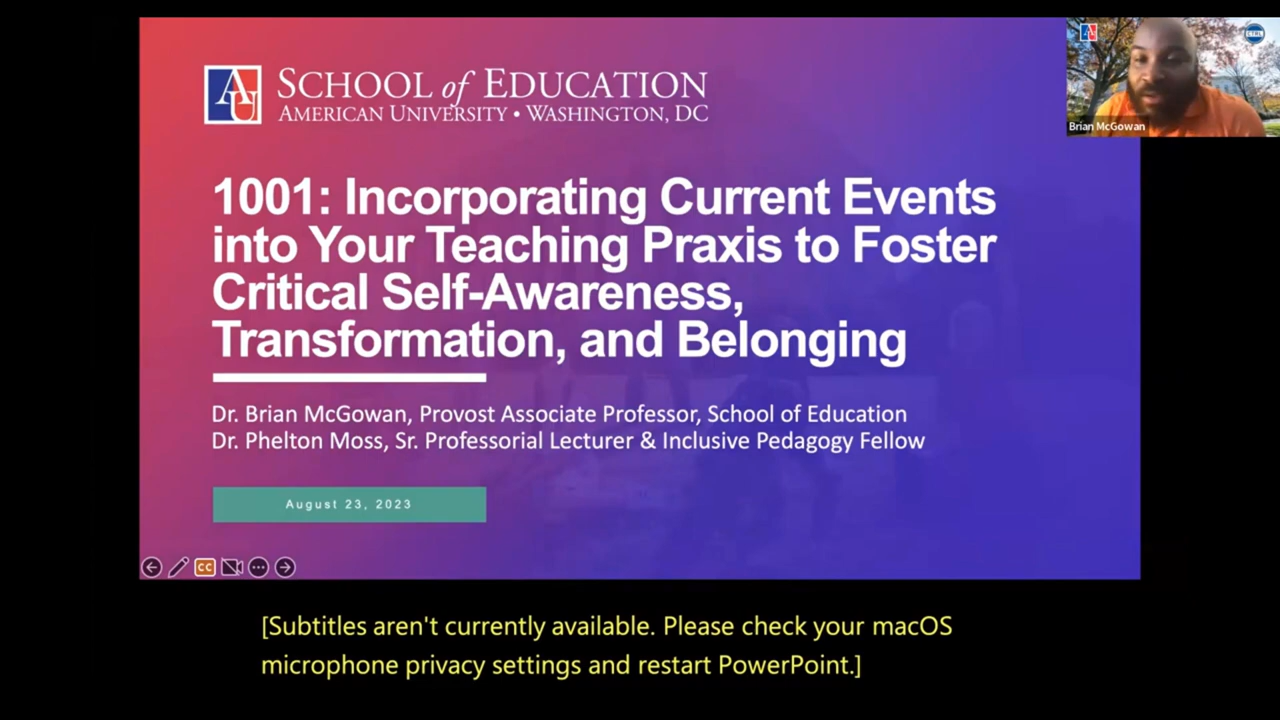 AU
SCHOOL of EDUCATION
AMERICAN UNIVERSITY • WASHINGTON, DC
1001: Incorporating Current Events
into Your Teaching Praxis to Foster
Critical Self-Awareness,
Transformation, and Belonging
Dr. Brian McGowan, Provost Associate Professor, School of Education
Dr. Phelton Moss, Sr. Professorial Lecturer & Inclusive Pedagogy Fellow
August 23, 2023
CC
[Subtitles aren't currently available. Please check your macOS
microphone privacy settings and restart PowerPoint.]
AU
CTRL
Brian McGowan